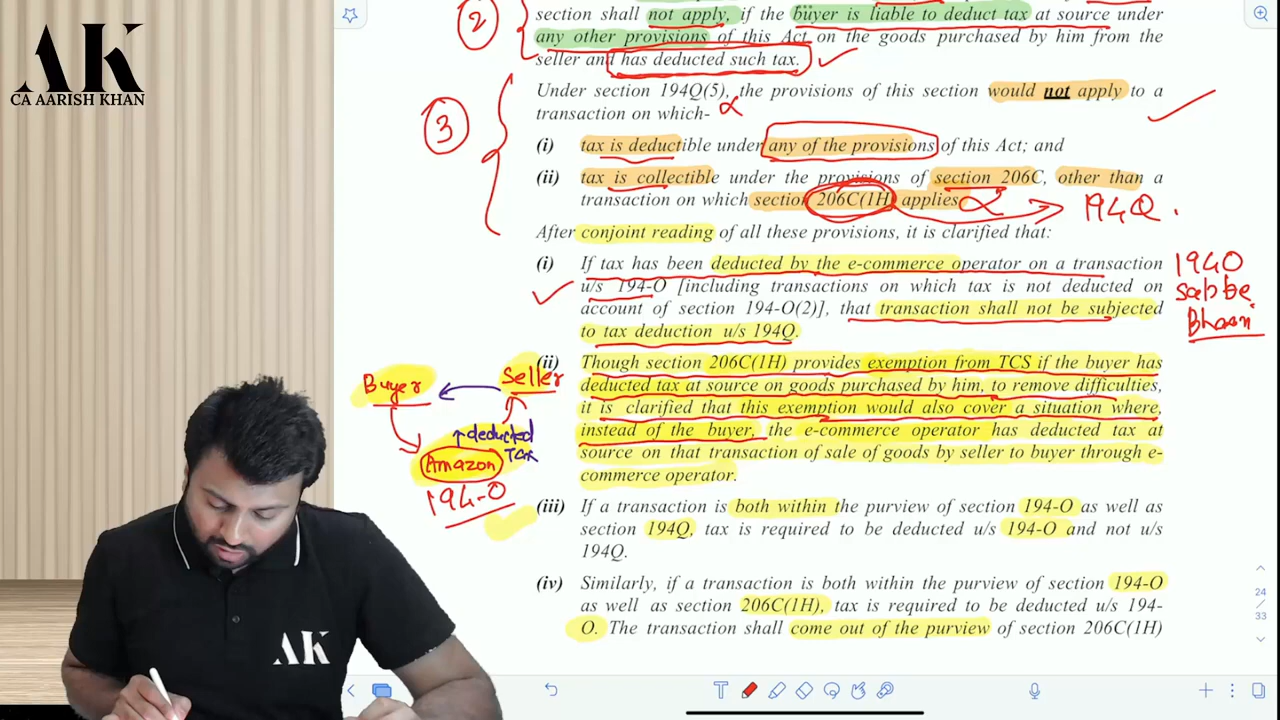 AK
CA AARISH KHAN
AK
2
section shall not apply, if the buyer is liable to deduct tax at source under
any other provisions of this Act on the goods purchased by him from the
seller and has deducted such tax.
3
Under section 194Q(5), the provisions of this section would not apply to a
transaction on which-
(i) tax is deductible under any of the provisions of this Act; and
(ii) tax is collectible under the provisions of section 206C, other than a
transaction on which section 206C(1H) applies
194Q.
After conjoint reading of all these provisions, it is clarified that:
(i) If tax has been deducted by the e-commerce operator on a transaction
u/s 194-O [including transactions on which tax is not deducted on
account of section 194-O(2)], that transaction shall not be subjected
to tax deduction u/s 194Q.
194O
sab be
Bhaari
(ii) Though section 206C(1H) provides exemption from TCS if the buyer has
deducted tax at source on goods purchased by him, to remove difficulties,
it is clarified that this exemption would also cover a situation where,
instead of the buyer, the e-commerce operator has deducted tax at
source on that transaction of sale of goods by seller to buyer through e-
commerce operator.
Buyer
Seller
deducted
Tax
Amazon
194-O
(iii) If a transaction is both within the purview of section 194-O as well as
section 194Q, tax is required to be deducted u/s 194-O and not u/s
194Q.
(iv) Similarly, if a transaction is both within the purview of section 194-O
as well as section 206C(1H), tax is required to be deducted u/s 194-
O. The transaction shall come out of the purview of section 206C(1H)
24
33